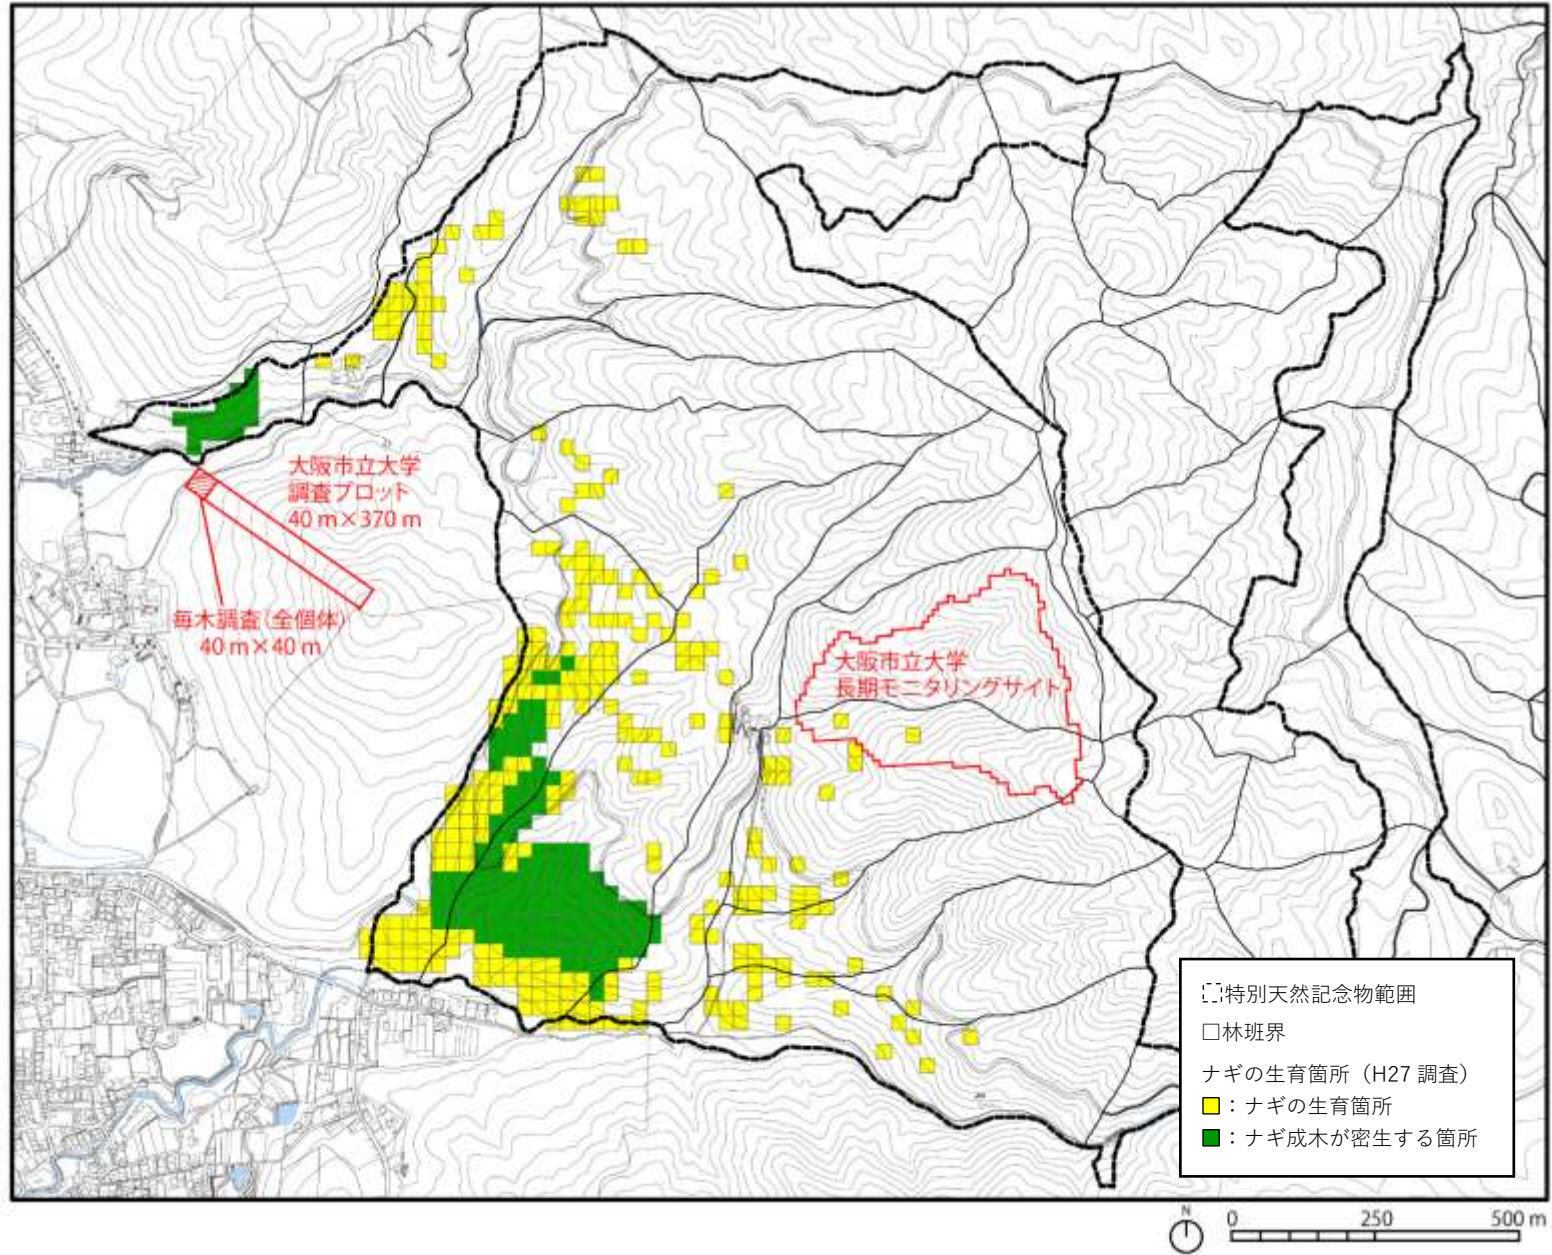 大阪市立大学
調査プロット
40 m×370 m
毎木調査(全個体)
40 m×40 m
大阪市立大学
長期モニタリングサイト
特別天然記念物範囲
林班界
ナギの生育箇所（H27 調査）
：ナギの生育箇所
：ナギ成木が密生する箇所
N
0 250 500 m